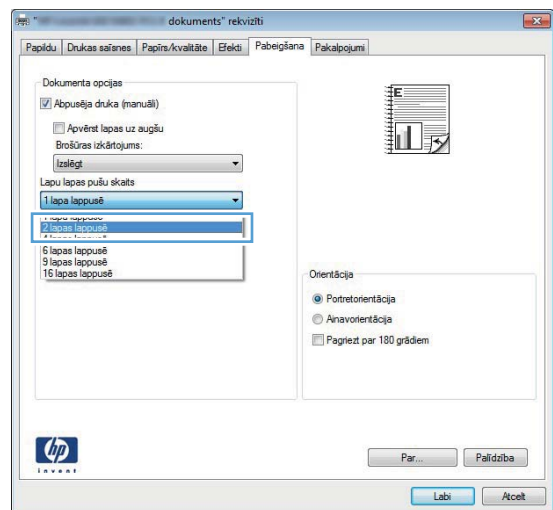 dokuments" rekvizīti
Papildu Drukas saīsnes Papīrs/kvalitāte Efekti Pabeigšana Pakalpojumi
Dokumenta opcijas
Abpusēja druka (manuāli)
Apvērst lapas uz augšu
Brošūras izkārtojums:
Izslēgt
Lapu lapas pušu skaits
1 lapa lappusē
2 lapas lappusē
6 lapas lappusē
9 lapas lappusē
16 lapas lappusē
E
Orientācija
Portretorientācija
Ainavorientācija
Pagriezt par 180 grādiem
hp
invent
Par... Palīdzība
Labi Atcelt